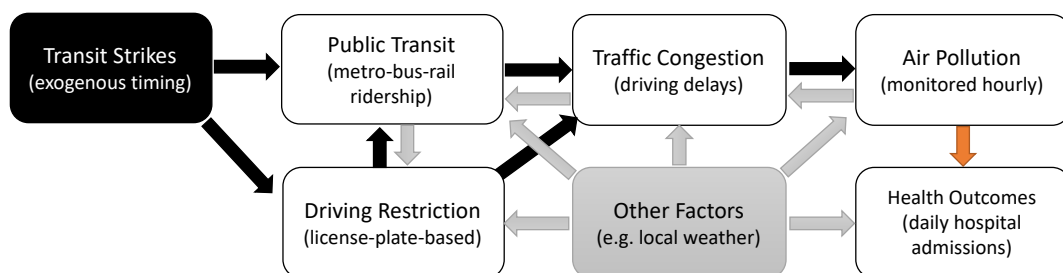 Transit Strikes
(exogenous timing)
Public Transit
(metro-bus-rail
ridership)
Traffic Congestion
(driving delays)
Air Pollution
(monitored hourly)
Driving Restriction
(license-plate-based)
Other Factors
(e.g. local weather)
Health Outcomes
(daily hospital
admissions)